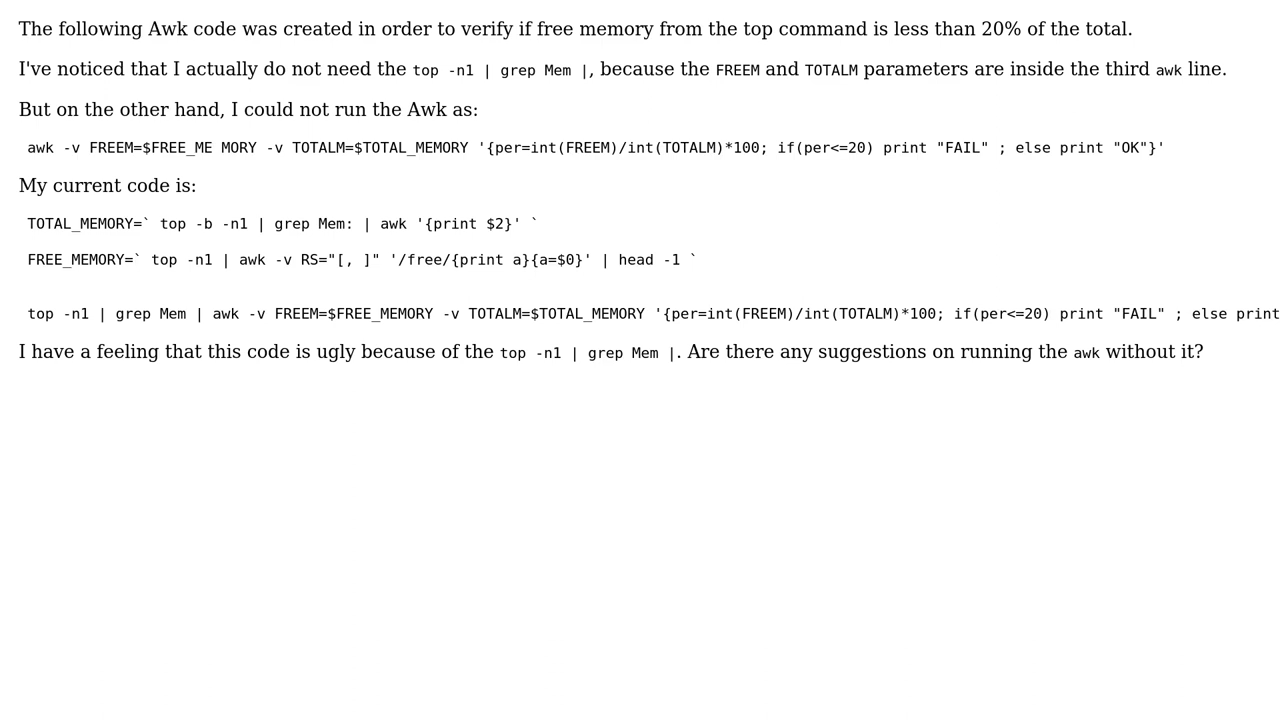 The following Awk code was created in order to verify if free memory from the top command is less than 20% of the total.
I've noticed that I actually do not need the top -n1 | grep Mem |, because the FREEM and TOTALM parameters are inside the third awk line.
But on the other hand, I could not run the Awk as:
awk -v FREEM=$FREE_ME MORY -v TOTALM=$TOTAL_MEMORY '{per=int(FREEM)/int(TOTALM)*100; if(per<=20) print "FAIL" ; else print "OK"}'
My current code is:
TOTAL_MEMORY=` top -b -n1 | grep Mem: | awk '{print $2}' `
FREE_MEMORY=` top -n1 | awk -v RS="[, ]" '/free/{print a}{a=$0}' | head -1 `
top -n1 | grep Mem | awk -v FREEM=$FREE_MEMORY -v TOTALM=$TOTAL_MEMORY '{per=int(FREEM)/int(TOTALM)*100; if(per<=20) print "FAIL" ; else print
I have a feeling that this code is ugly because of the top -n1 | grep Mem |. Are there any suggestions on running the awk without it?